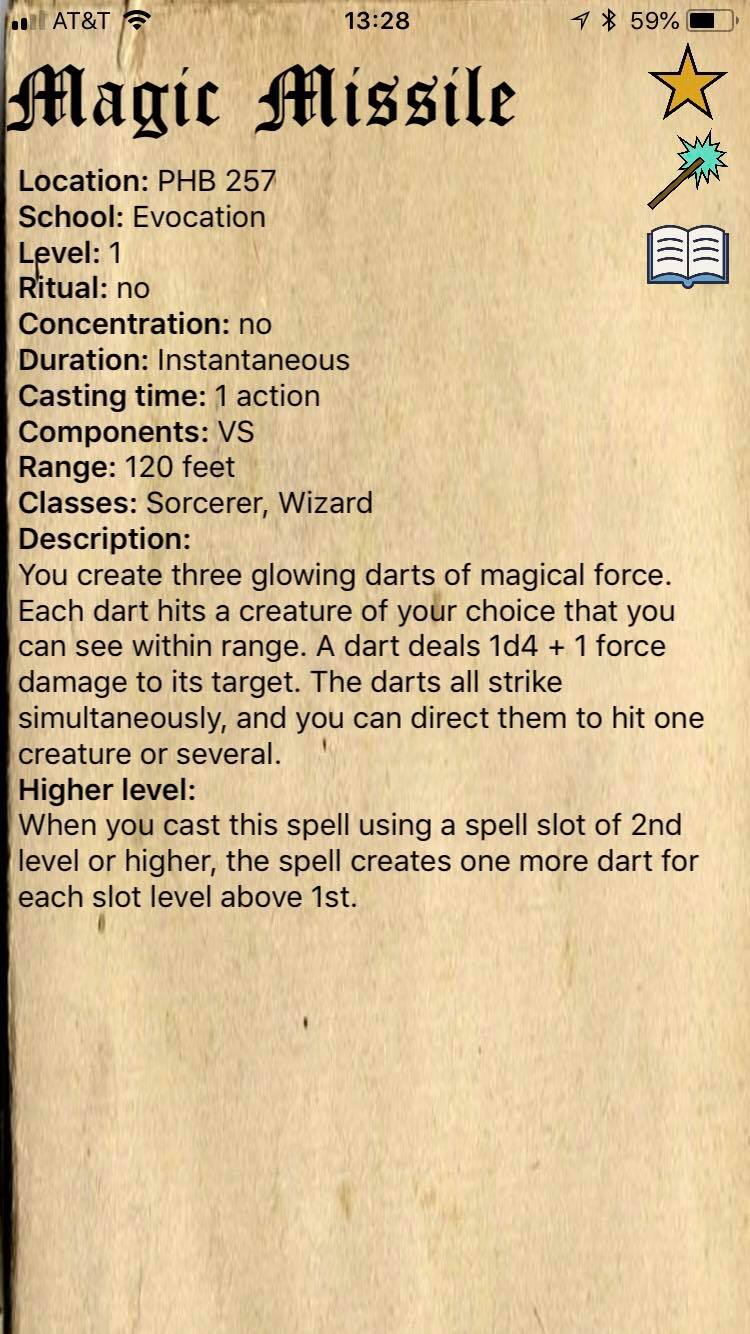 AT&T 13:28 59%
Magic Missile
Location: PHB 257
School: Evocation
Level: 1
Ritual: no
Concentration: no
Duration: Instantaneous
Casting time: 1 action
Components: VS
Range: 120 feet
Classes: Sorcerer, Wizard
Description:
You create three glowing darts of magical force.
Each dart hits a creature of your choice that you
can see within range. A dart deals 1d4 + 1 force
damage to its target. The darts all strike
simultaneously, and you can direct them to hit one
creature or several.
Higher level:
When you cast this spell using a spell slot of 2nd
level or higher, the spell creates one more dart for
each slot level above 1st.